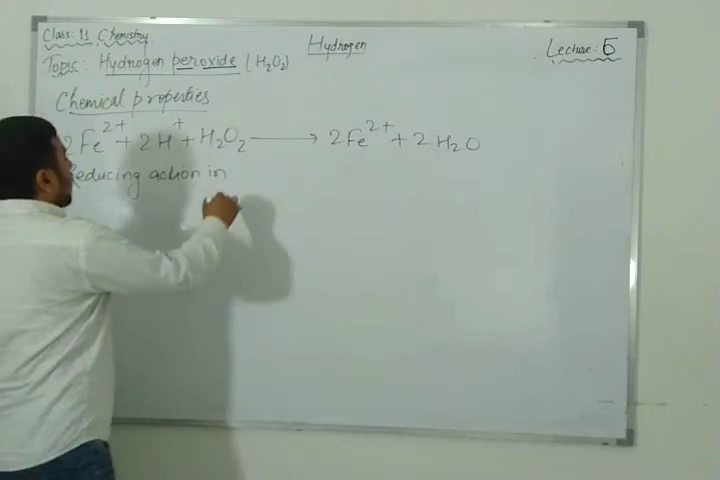 Class: 11 Chemistry
Hydrogen
Lecture: 5
Topic: Hydrogen peroxide (H₂O₂)
Chemical properties
2Fe²⁺ + 2H⁺ + H₂O₂ ⟶ 2Fe²⁺ + 2H₂O
Reducing action in